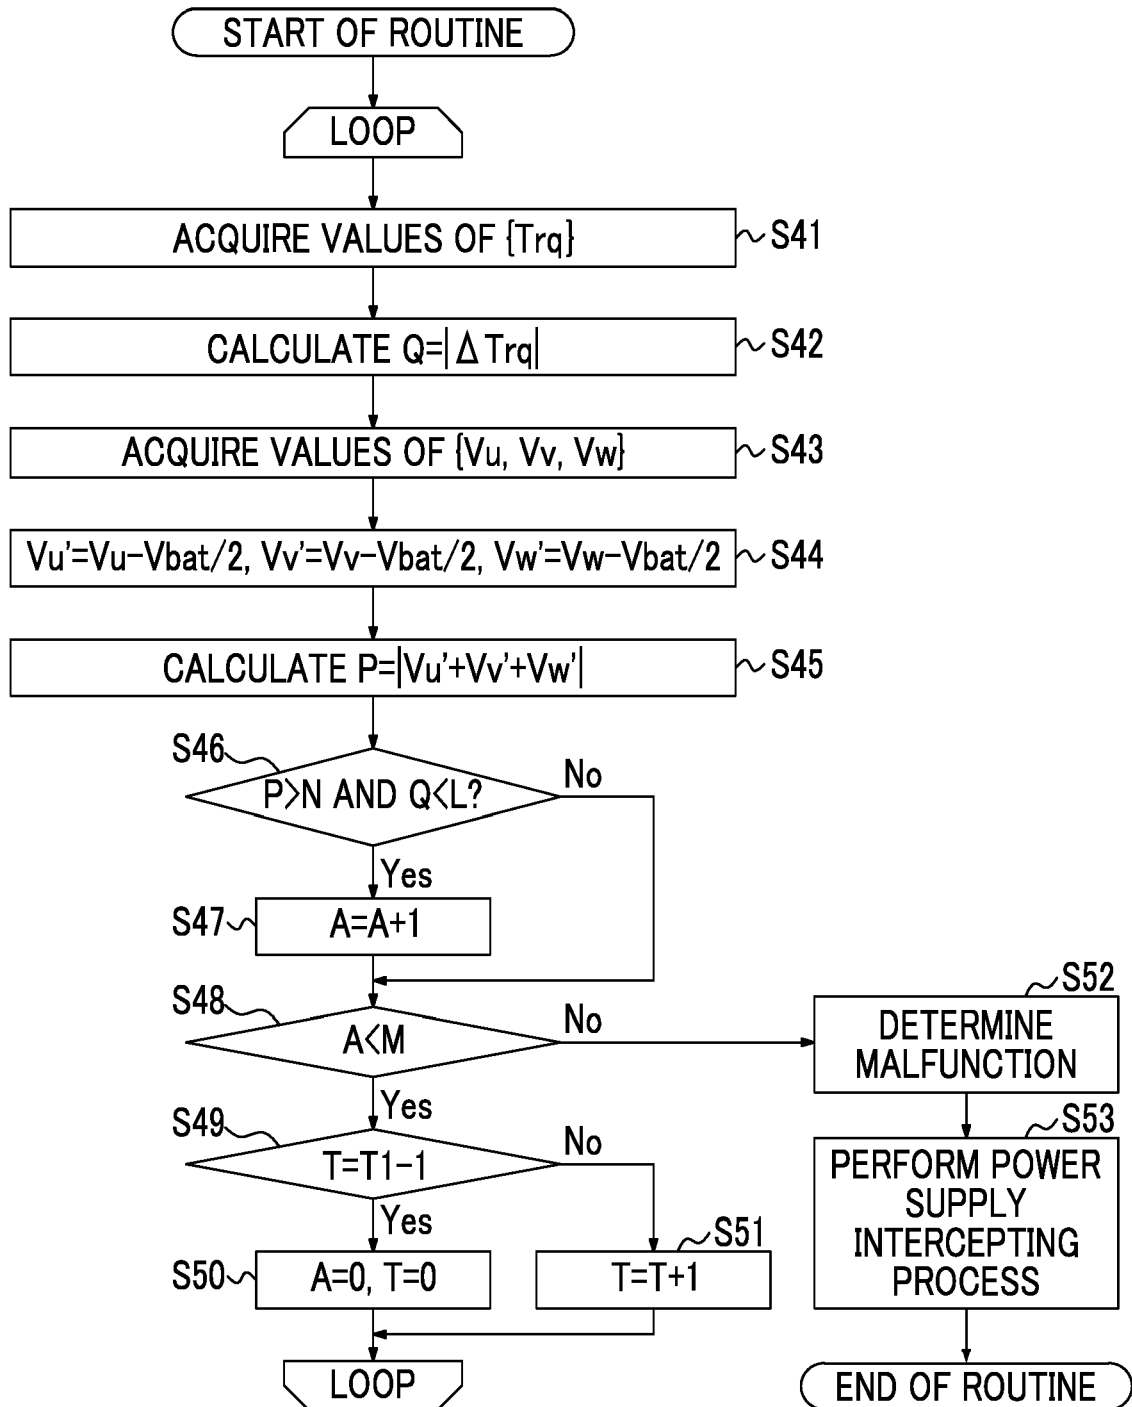 START OF ROUTINE
LOOP
ACQUIRE VALUES OF {Trq}
S41
CALCULATE Q=|Δ Trq|
S42
ACQUIRE VALUES OF {Vu, Vv, Vw}
S43
Vu'=Vu-Vbat/2, Vv'=Vv-Vbat/2, Vw'=Vw-Vbat/2
S44
CALCULATE P=|Vu'+Vv'+Vw'|
S45
S46
P>N AND Q<L?
No
Yes
S47
A=A+1
S48
A<M
No
Yes
S49
T=T1-1
No
Yes
S50
A=0, T=0
S51
T=T+1
LOOP
S52
DETERMINE
MALFUNCTION
S53
PERFORM POWER
SUPPLY
INTERCEPTING
PROCESS
END OF ROUTINE